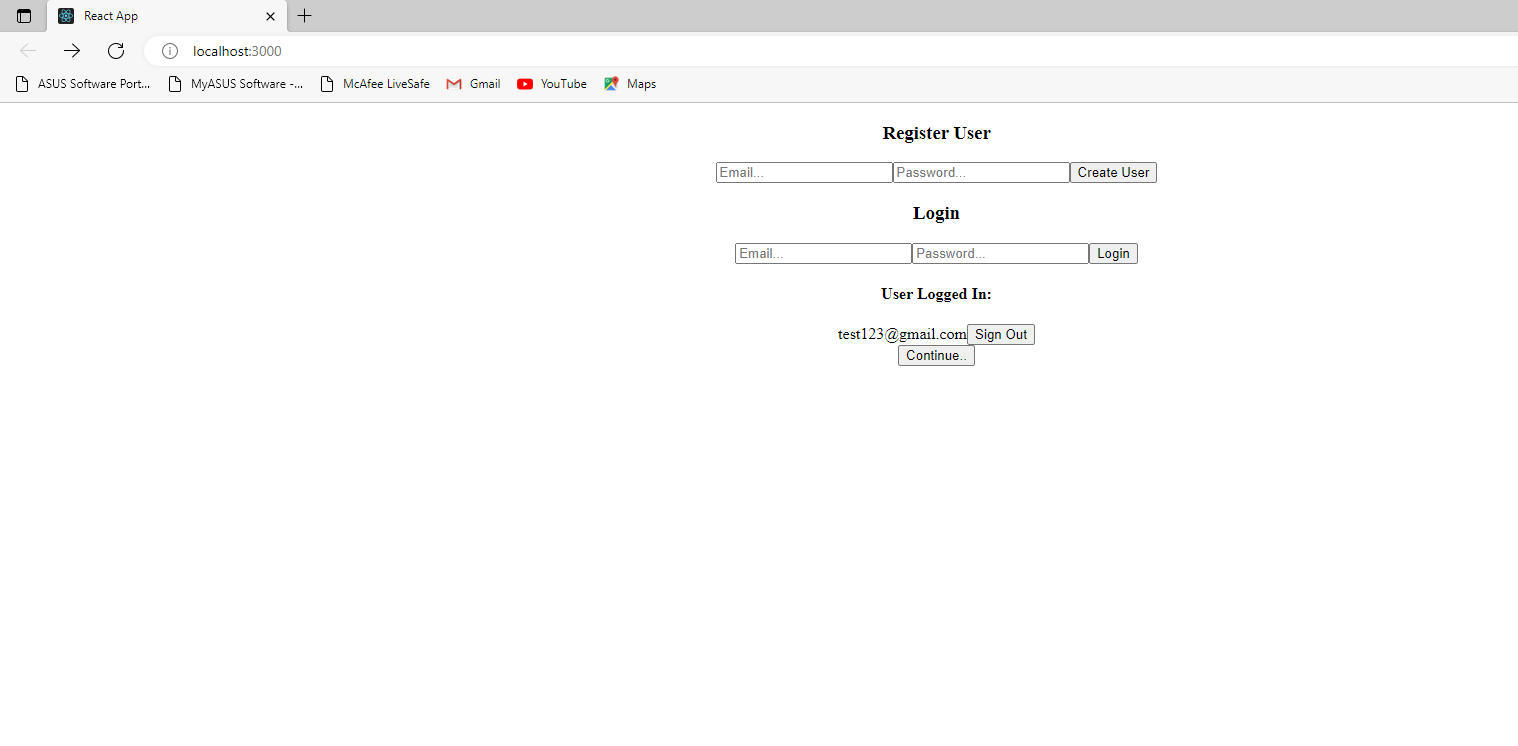 React App
localhost:3000
ASUS Software Port... MyASUS Software -... McAfee LiveSafe Gmail YouTube Maps
Register User
Email... Password... Create User
Login
Email... Password... Login
User Logged In:
test123@gmail.com Sign Out
Continue..